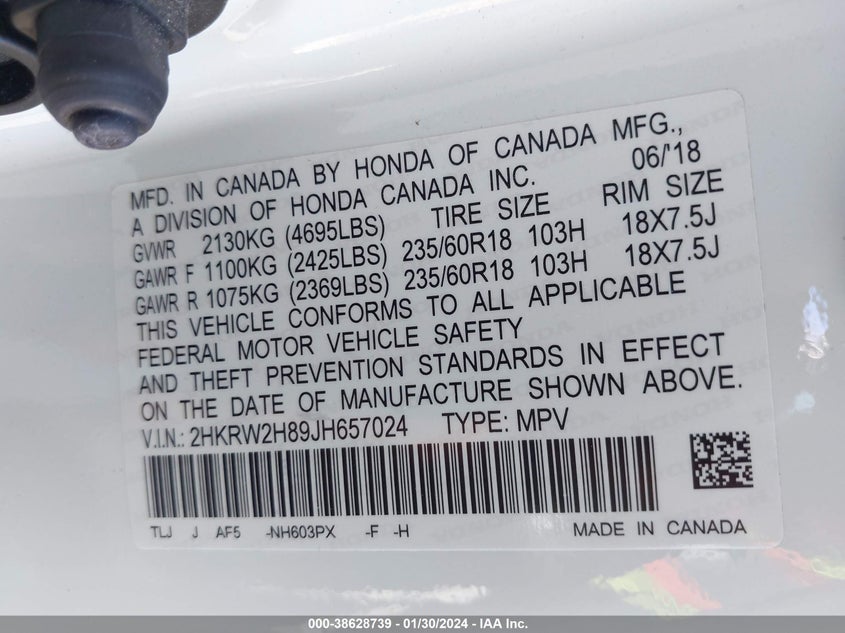 MFD. IN CANADA BY HONDA OF CANADA MFG.,
A DIVISION OF HONDA CANADA INC. 06/'18
GVWR 2130KG (4695LBS) TIRE SIZE RIM SIZE
GAWR F 1100KG (2425LBS) 235/60R18 103H 18X7.5J
GAWR R 1075KG (2369LBS) 235/60R18 103H 18X7.5J
THIS VEHICLE CONFORMS TO ALL APPLICABLE
FEDERAL MOTOR VEHICLE SAFETY
AND THEFT PREVENTION STANDARDS IN EFFECT
ON THE DATE OF MANUFACTURE SHOWN ABOVE.
V.I.N.: 2HKRW2H89JH657024 TYPE: MPV
TLJ J AF5 -NH603PX -F -H MADE IN CANADA
000-38628739 - 01/30/2024 - IAA Inc.